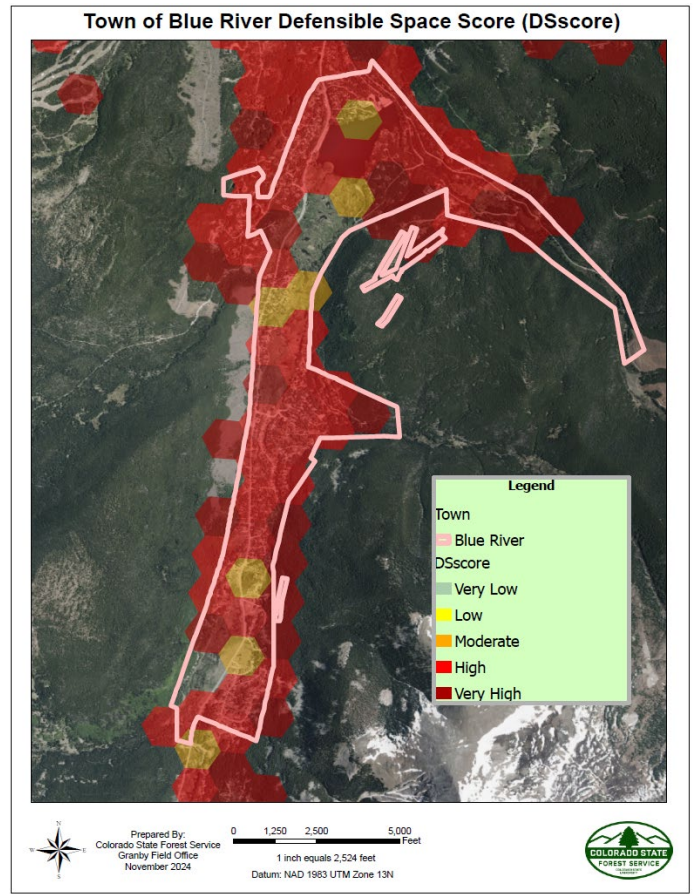 Town of Blue River Defensible Space Score (DSscore)
Legend
Town
Blue River
DSscore
Very Low
Low
Moderate
High
Very High
N
W
E
S
Prepared By:
Colorado State Forest Service
Granby Field Office
November 2024
0 1,250 2,500 5,000
Feet
1 inch equals 2,524 feet
Datum: NAD 1983 UTM Zone 13N
COLORADO STATE
FOREST SERVICE